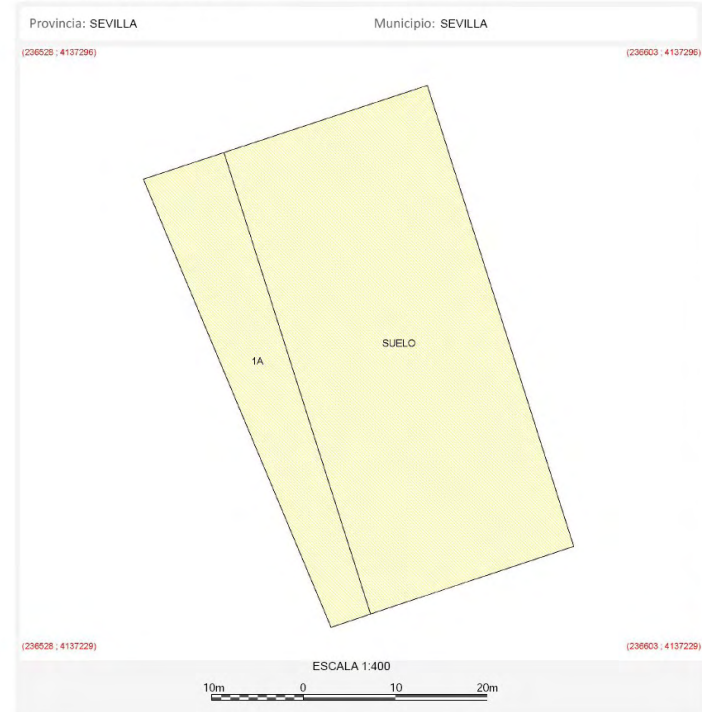 Provincia: SEVILLA Municipio: SEVILLA
(236528 ; 4137296) (236603 ; 4137296)
SUELO
1A
(236528 ; 4137229) (236603 ; 4137229)
ESCALA 1:400
10m 0 10 20m